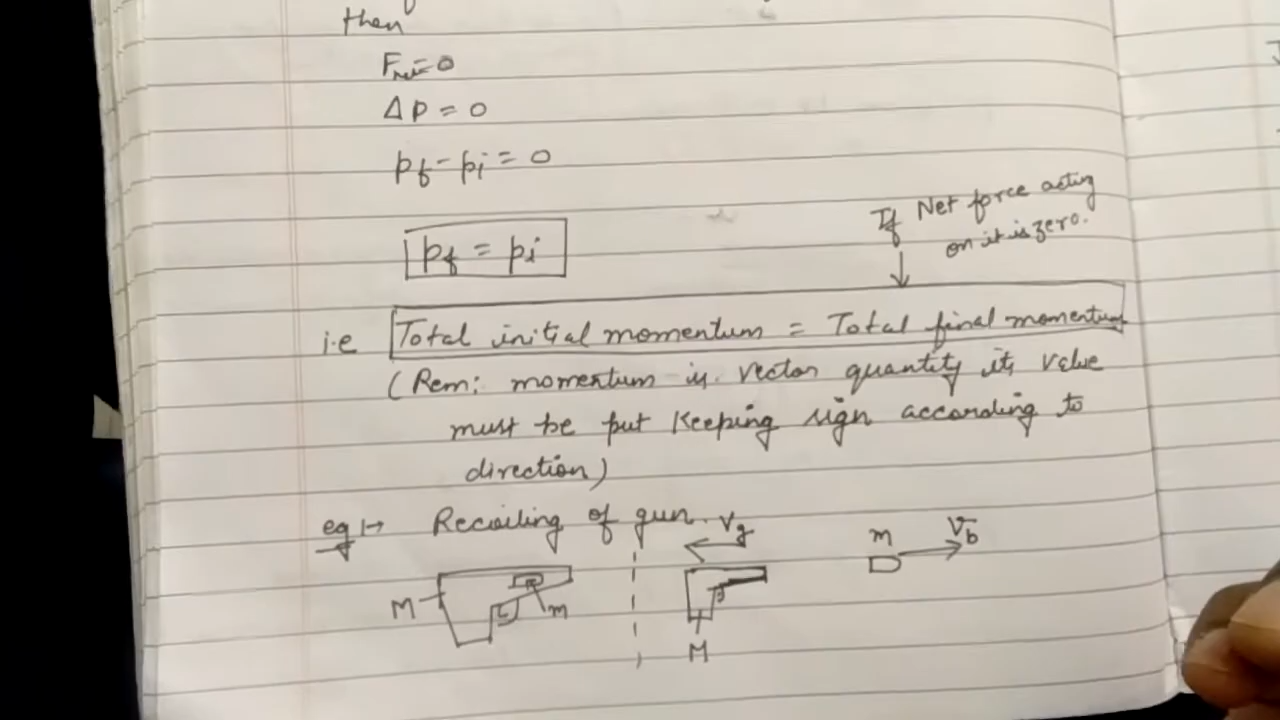 then
Fnet = 0
Δp = 0
pf - pi = 0
pf = pi
If Net force acting
on it is zero.
i.e Total initial momentum = Total final momentum
(Rem: momentum is vector quantity its value
must be put keeping sign according to
direction)
eg 1→ Recoiling of gun.
Vg
m
Vb
M
m
M